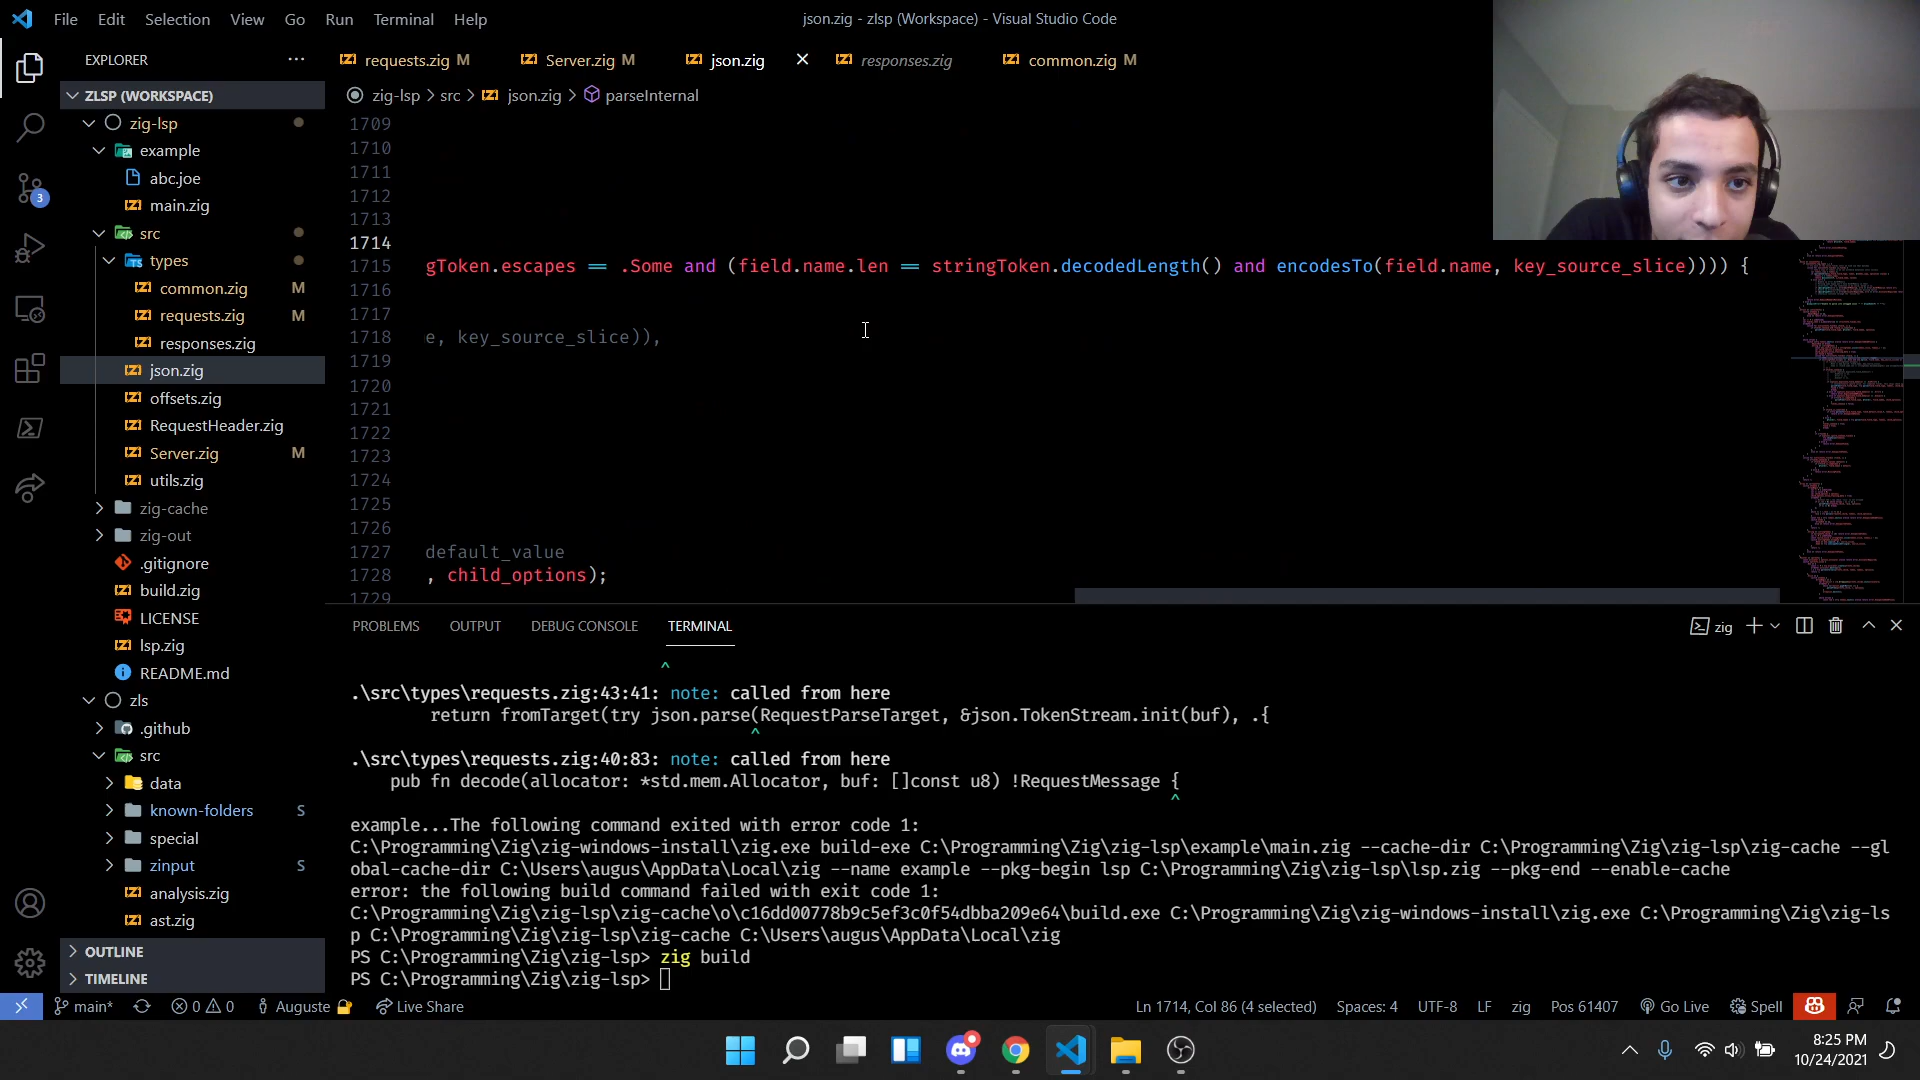 File Edit Selection View Go Run Terminal Help
json.zig - zlsp (Workspace) - Visual Studio Code
EXPLORER
requests.zig M
Server.zig M
json.zig
responses.zig
common.zig M
ZLSP (WORKSPACE)
zig-lsp > src > json.zig > parseInternal
zig-lsp
example
abc.joe
main.zig
src
types
common.zig M
requests.zig M
responses.zig
json.zig
offsets.zig
RequestHeader.zig
Server.zig M
utils.zig
zig-cache
zig-out
.gitignore
build.zig
LICENSE
lsp.zig
README.md
zls
.github
src
data
known-folders S
special
zinput S
analysis.zig
ast.zig
OUTLINE
TIMELINE
3
1709
1710
1711
1712
1713
1714
1715 gToken.escapes == .Some and (field.name.len == stringToken.decodedLength() and encodesTo(field.name, key_source_slice)))) {
1716
1717
1718 e, key_source_slice)),
1719
1720
1721
1722
1723
1724
1725
1726
1727 default_value
1728 , child_options);
1729
PROBLEMS OUTPUT DEBUG CONSOLE TERMINAL
zig
^
.\src\types\requests.zig:43:41: note: called from here
return fromTarget(try json.parse(RequestParseTarget, &json.TokenStream.init(buf), .{
^
.\src\types\requests.zig:40:83: note: called from here
pub fn decode(allocator: *std.mem.Allocator, buf: []const u8) !RequestMessage {
^
example...The following command exited with error code 1:
C:\Programming\Zig\zig-windows-install\zig.exe build-exe C:\Programming\Zig\zig-lsp\example\main.zig --cache-dir C:\Programming\Zig\zig-lsp\zig-cache --gl
obal-cache-dir C:\Users\augus\AppData\Local\zig --name example --pkg-begin lsp C:\Programming\Zig\zig-lsp\lsp.zig --pkg-end --enable-cache
error: the following build command failed with exit code 1:
C:\Programming\Zig\zig-lsp\zig-cache\o\c16dd00778b9c5ef3c0f54dbba209e64\build.exe C:\Programming\Zig\zig-windows-install\zig.exe C:\Programming\Zig\zig-ls
p C:\Programming\Zig\zig-lsp\zig-cache C:\Users\augus\AppData\Local\zig
PS C:\Programming\Zig\zig-lsp> zig build
PS C:\Programming\Zig\zig-lsp>
main* 0 0 Auguste Live Share
Ln 1714, Col 86 (4 selected) Spaces: 4 UTF-8 LF zig Pos 61407 Go Live Spell
8:25 PM
10/24/2021